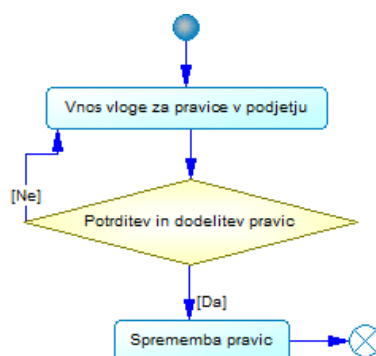 Vnos vloge za pravice v podjetju
[Ne]
Potrditev in dodelitev pravic
[Da]
Sprememba pravic